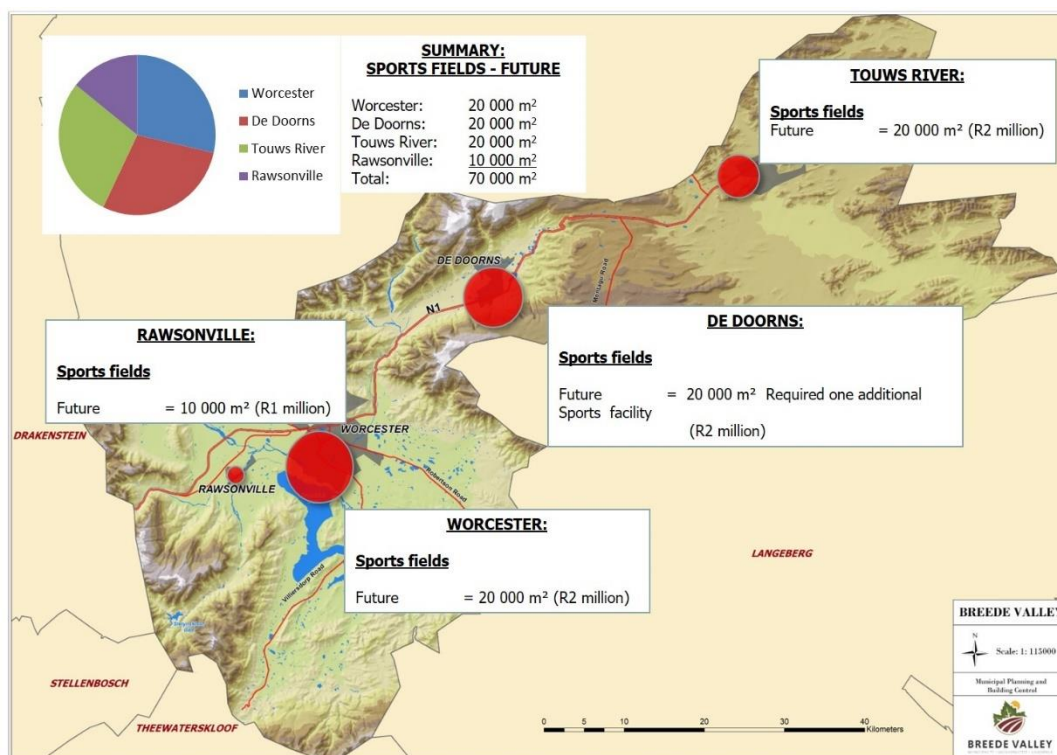 Worcester
De Doorns
Touws River
Rawsonville
SUMMARY:
SPORTS FIELDS - FUTURE
Worcester: 20 000 m²
De Doorns: 20 000 m²
Touws River: 20 000 m²
Rawsonville: 10 000 m²
Total: 70 000 m²
TOUWS RIVER:
Sports fields
Future = 20 000 m² (R2 million)
DE DOORNS
N1
RAWSONVILLE:
Sports fields
Future = 10 000 m² (R1 million)
DE DOORNS:
Sports fields
Future = 20 000 m² Required one additional
Sports facility
(R2 million)
DRAKENSTEIN
WORCESTER
RAWSONVILLE
Robertson Road
WORCESTER:
Sports fields
Future = 20 000 m² (R2 million)
LANGEBERG
Villiersdorp Road
STELLENBOSCH
THEEWATERSKLOOF
0 5 10 20 30 40
Kilometers
BREEDE VALLEY
N
Scale: 1: 115000
Municipal Planning and
Building Control
BREEDE VALLEY